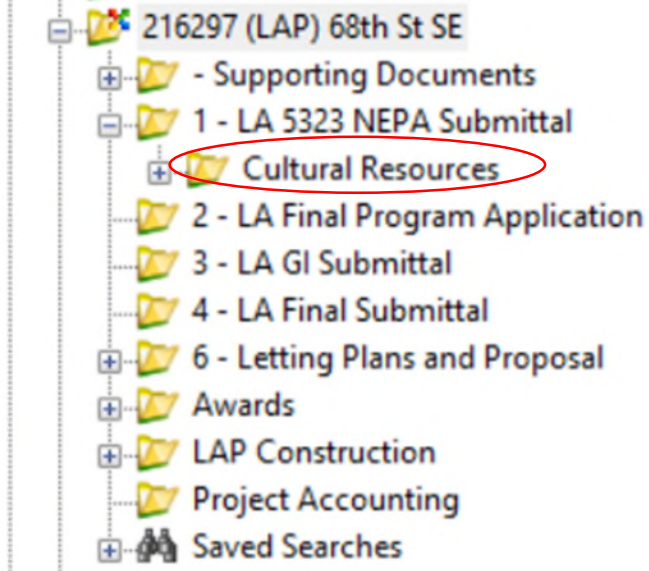 216297 (LAP) 68th St SE
- Supporting Documents
1 - LA 5323 NEPA Submittal
Cultural Resources
2 - LA Final Program Application
3 - LA GI Submittal
4 - LA Final Submittal
6 - Letting Plans and Proposal
Awards
LAP Construction
Project Accounting
Saved Searches